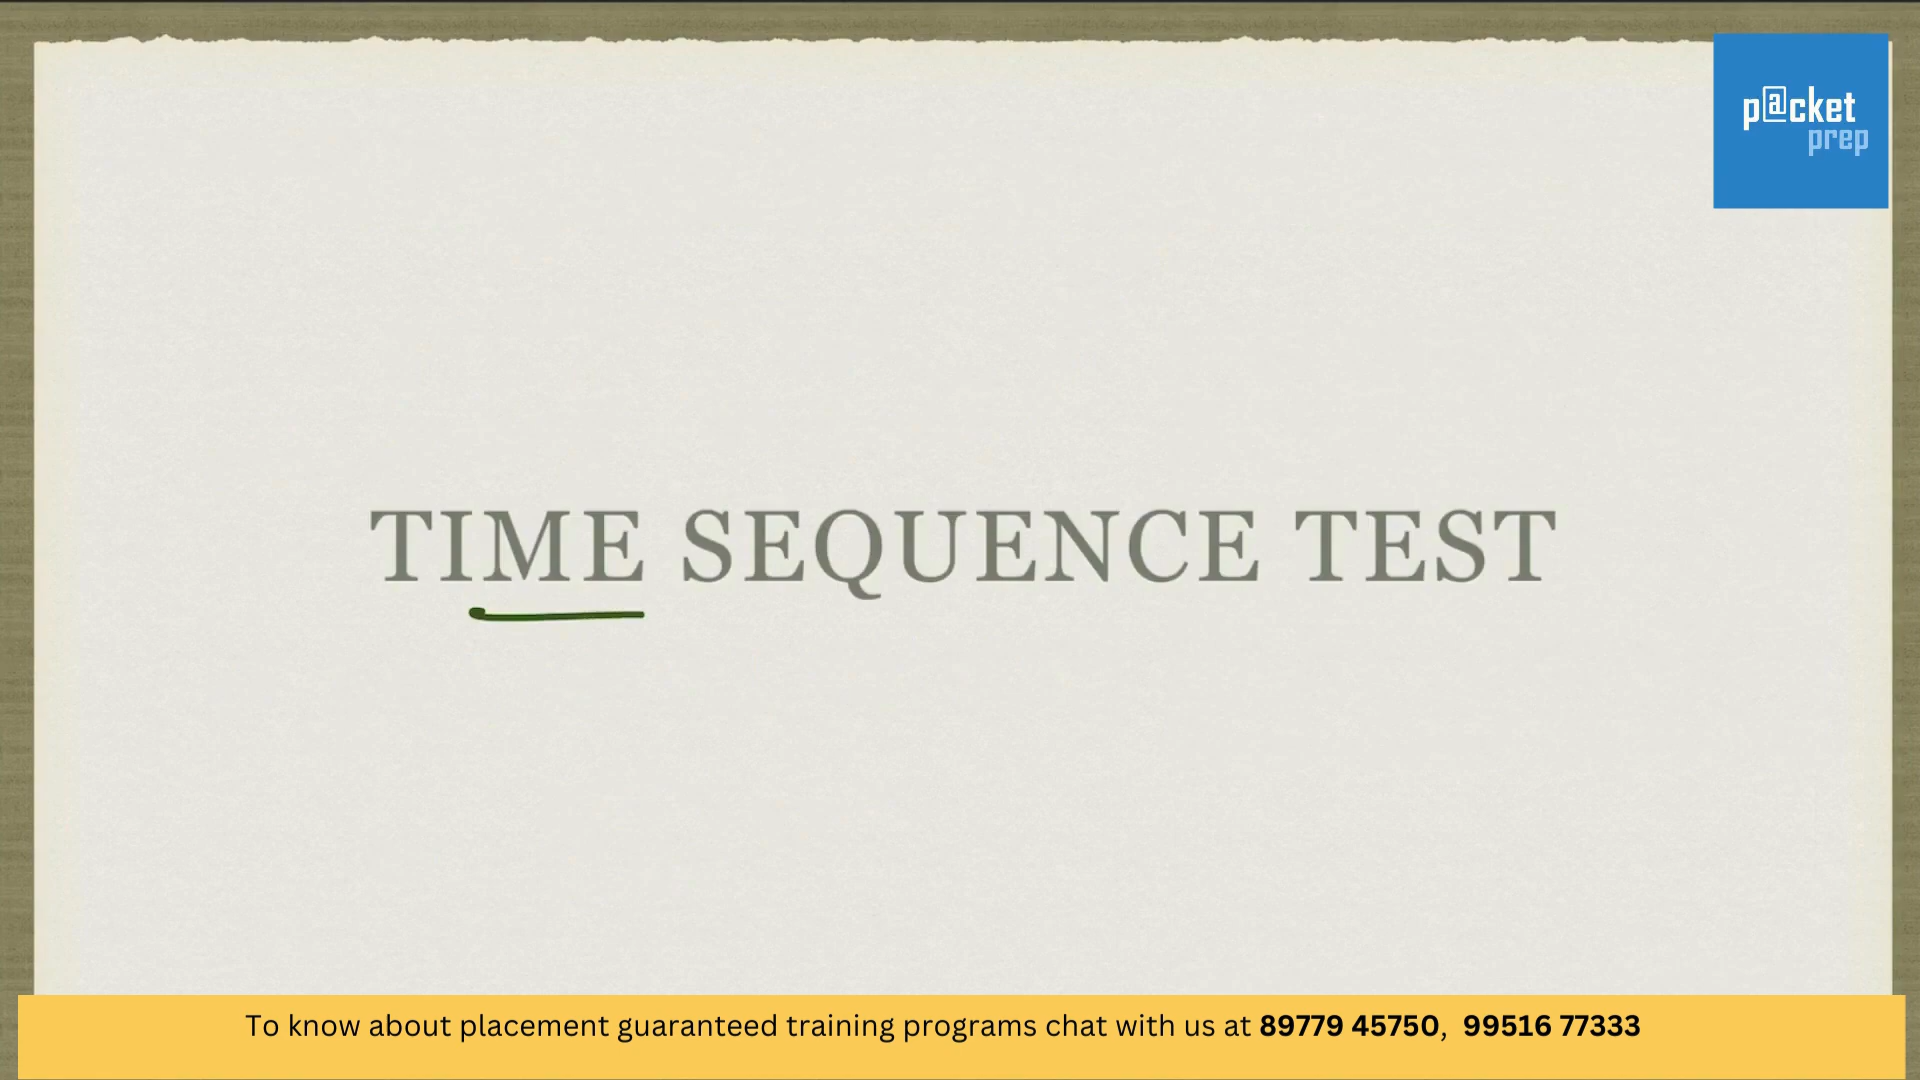 p@cket
prep
TIME SEQUENCE TEST
To know about placement guaranteed training programs chat with us at 89779 45750, 99516 77333